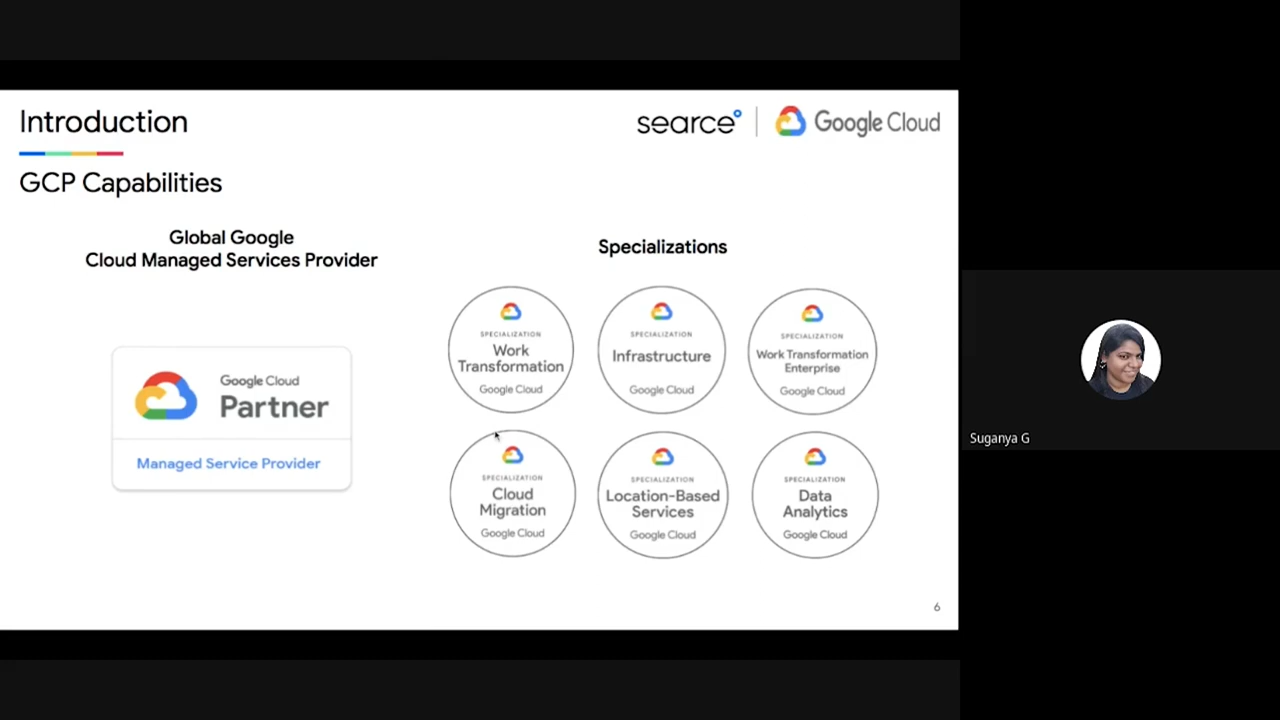 Introduction
searce
Google Cloud
GCP Capabilities
Global Google
Cloud Managed Services Provider
Google Cloud
Partner
Managed Service Provider
Specializations
SPECIALIZATION
Work
Transformation
Google Cloud
SPECIALIZATION
Infrastructure
Google Cloud
SPECIALIZATION
Work Transformation
Enterprise
Google Cloud
SPECIALIZATION
Cloud
Migration
Google Cloud
SPECIALIZATION
Location-Based
Services
Google Cloud
SPECIALIZATION
Data
Analytics
Google Cloud
6
Suganya G